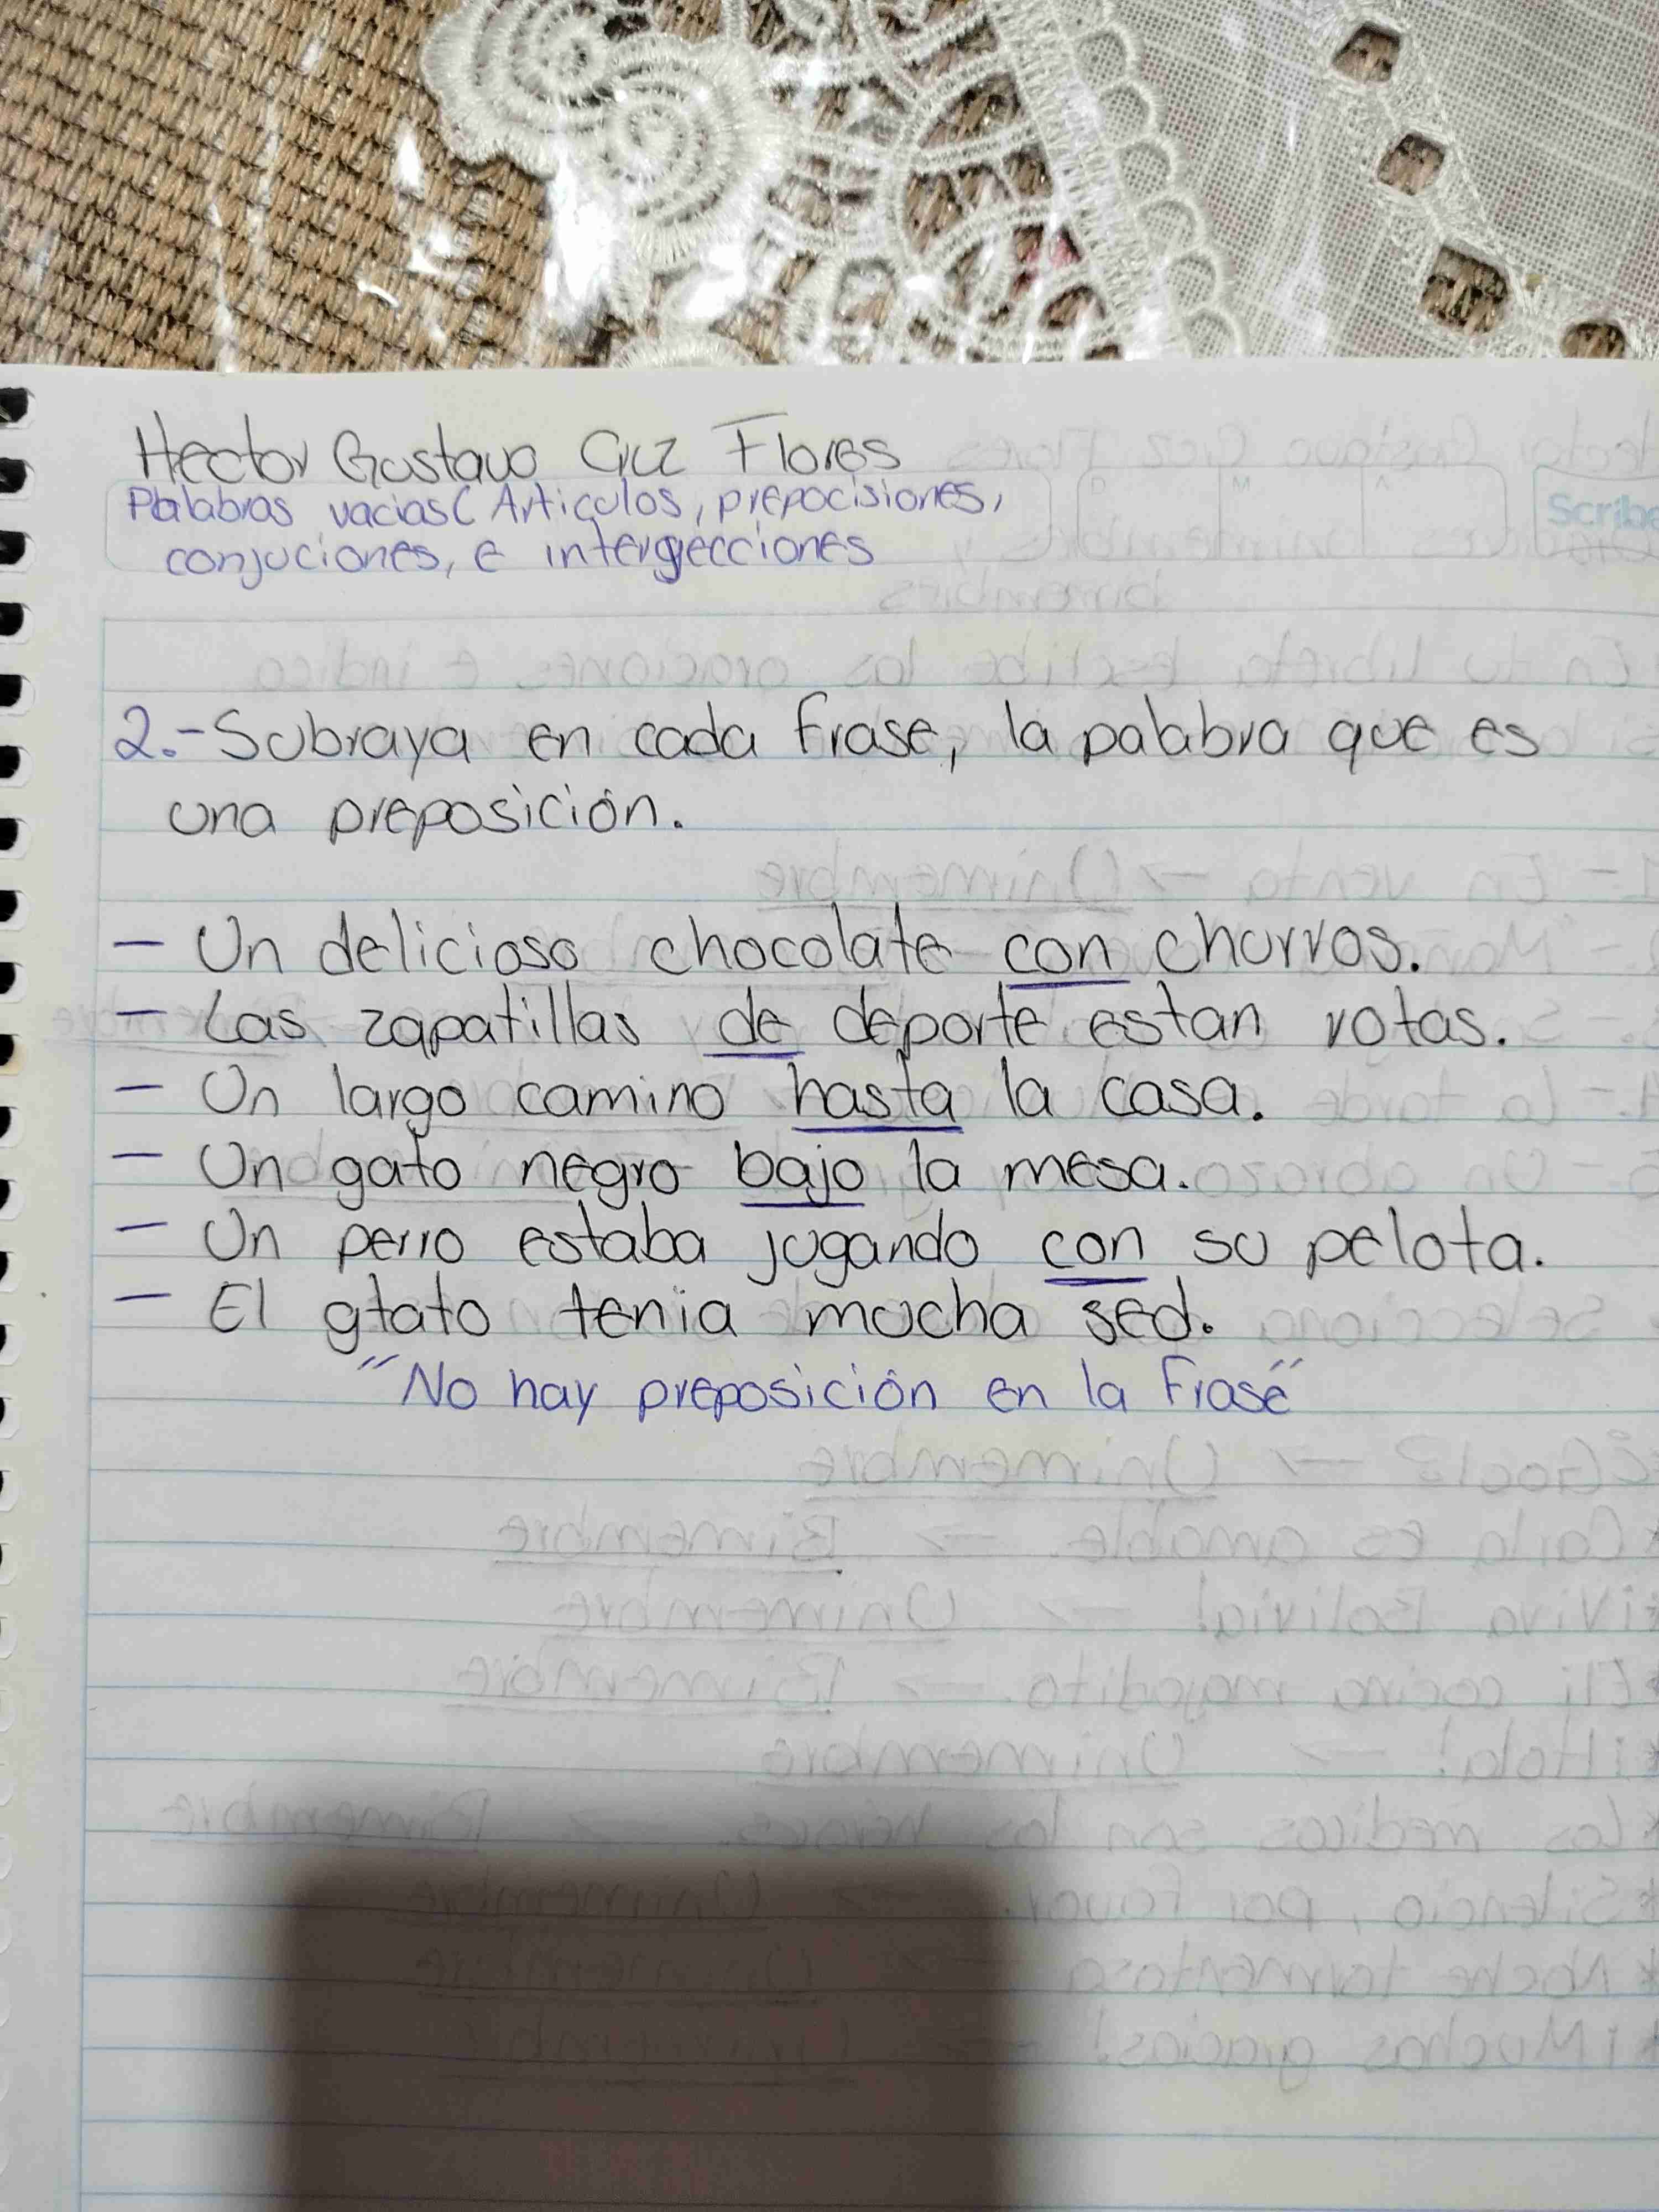 Hector Gustavo Cruz Flores
Palabras vacias( Articulos, prepocisiones,
conjuciones, e intergecciones
Scribe
2.- Subraya en cada frase, la palabra que es
una preposición.
- Un delicioso chocolate con churros.
- Las zapatillas de deporte estan rotas.
- Un largo camino hasta la casa.
- Un gato negro bajo la mesa.
- Un perro estaba jugando con su pelota.
- El gtato tenia mucha sed.
"No hay preposición en la frase"